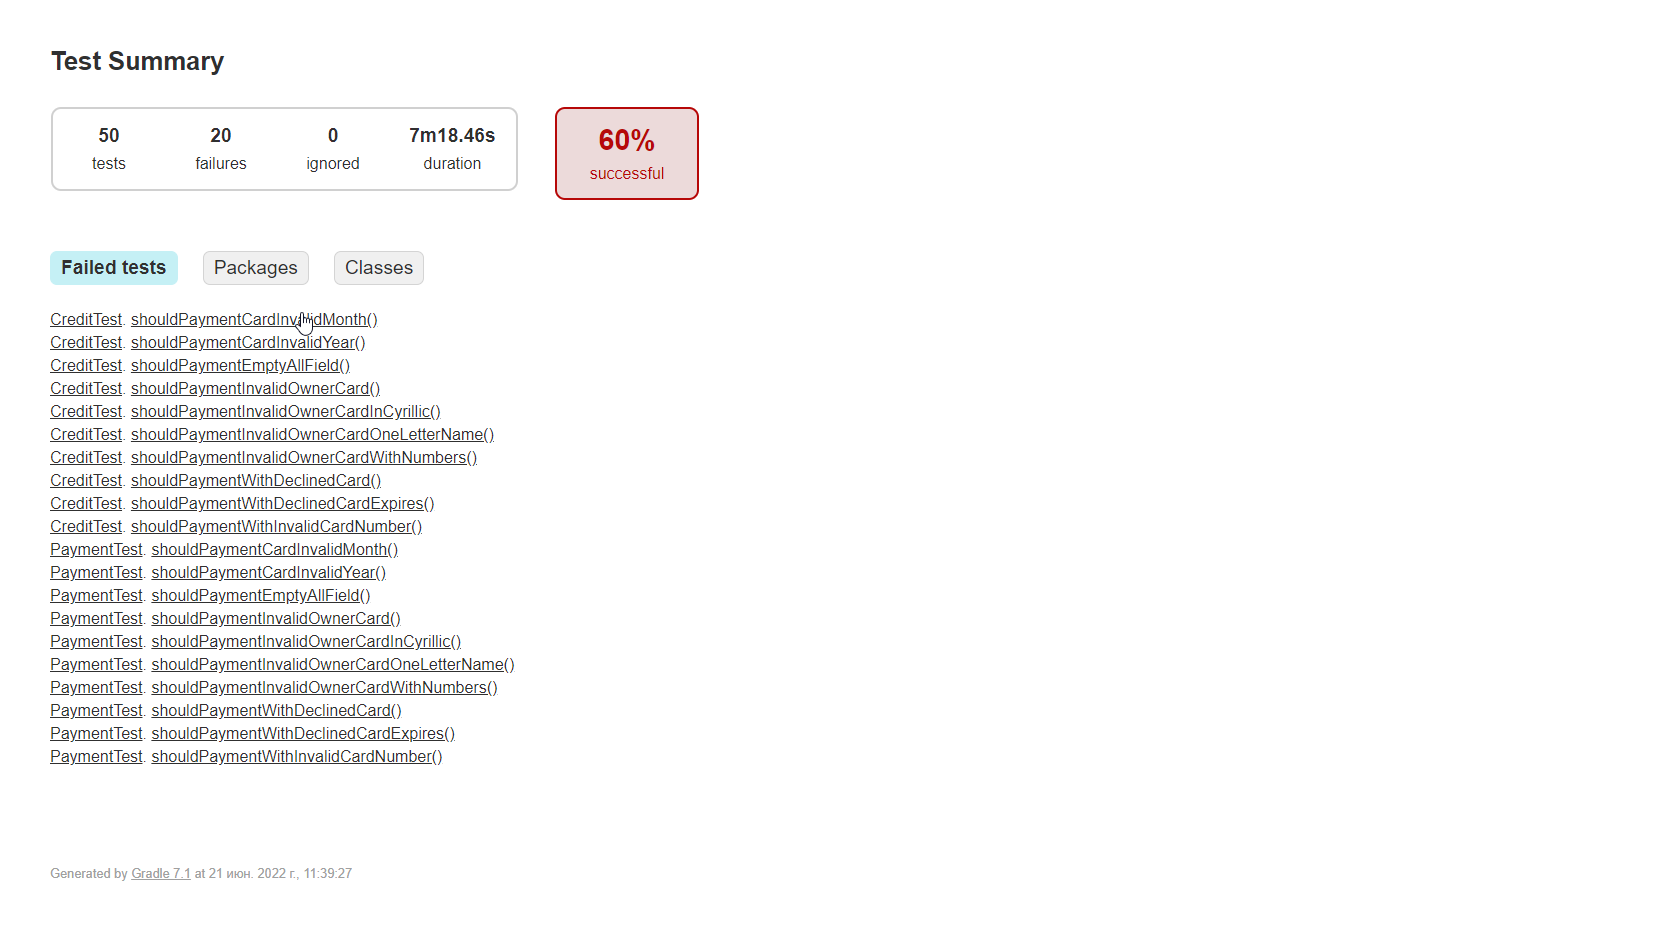 Test Summary
50 20 0 7m18.46s
tests failures ignored duration
60%
successful
Failed tests Packages Classes
CreditTest. shouldPaymentCardInvalidMonth()
CreditTest. shouldPaymentCardInvalidYear()
CreditTest. shouldPaymentEmptyAllField()
CreditTest. shouldPaymentInvalidOwnerCard()
CreditTest. shouldPaymentInvalidOwnerCardInCyrillic()
CreditTest. shouldPaymentInvalidOwnerCardOneLetterName()
CreditTest. shouldPaymentInvalidOwnerCardWithNumbers()
CreditTest. shouldPaymentWithDeclinedCard()
CreditTest. shouldPaymentWithDeclinedCardExpires()
CreditTest. shouldPaymentWithInvalidCardNumber()
PaymentTest. shouldPaymentCardInvalidMonth()
PaymentTest. shouldPaymentCardInvalidYear()
PaymentTest. shouldPaymentEmptyAllField()
PaymentTest. shouldPaymentInvalidOwnerCard()
PaymentTest. shouldPaymentInvalidOwnerCardInCyrillic()
PaymentTest. shouldPaymentInvalidOwnerCardOneLetterName()
PaymentTest. shouldPaymentInvalidOwnerCardWithNumbers()
PaymentTest. shouldPaymentWithDeclinedCard()
PaymentTest. shouldPaymentWithDeclinedCardExpires()
PaymentTest. shouldPaymentWithInvalidCardNumber()
Generated by Gradle 7.1 at 21 июн. 2022 г., 11:39:27